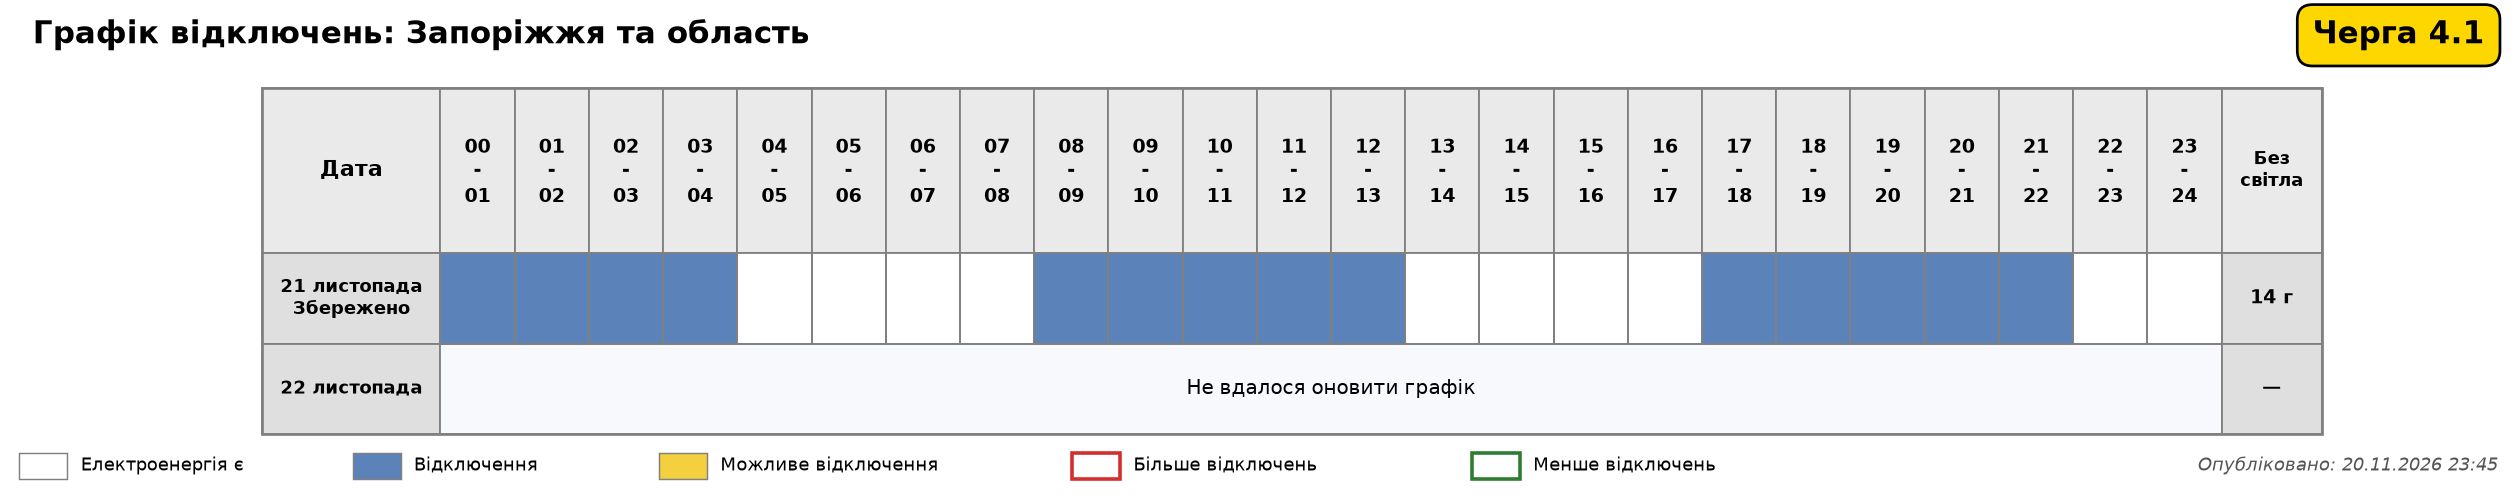 Графік відключень: Запоріжжя та область
Черга 4.1
Дата
00 - 01
01 - 02
02 - 03
03 - 04
04 - 05
05 - 06
06 - 07
07 - 08
08 - 09
09 - 10
10 - 11
11 - 12
12 - 13
13 - 14
14 - 15
15 - 16
16 - 17
17 - 18
18 - 19
19 - 20
20 - 21
21 - 22
22 - 23
23 - 24
Без
світла
21 листопада
Збережено
14 г
22 листопада
Не вдалося оновити графік
—
Електроенергія є
Відключення
Можливе відключення
Більше відключень
Менше відключень
Опубліковано: 20.11.2026 23:45